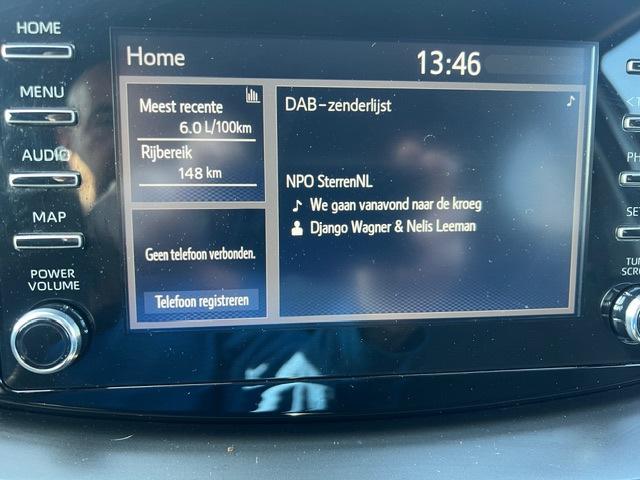 HOME
MENU
AUDIO
MAP
POWER
VOLUME
Home
13:46
Meest recente
6.0 L/100km
Rijbereik
148 km
Geen telefoon verbonden.
Telefoon registreren
DAB-zenderlijst
NPO SterrenNL
We gaan vanavond naar de kroeg
Django Wagner & Nelis Leeman